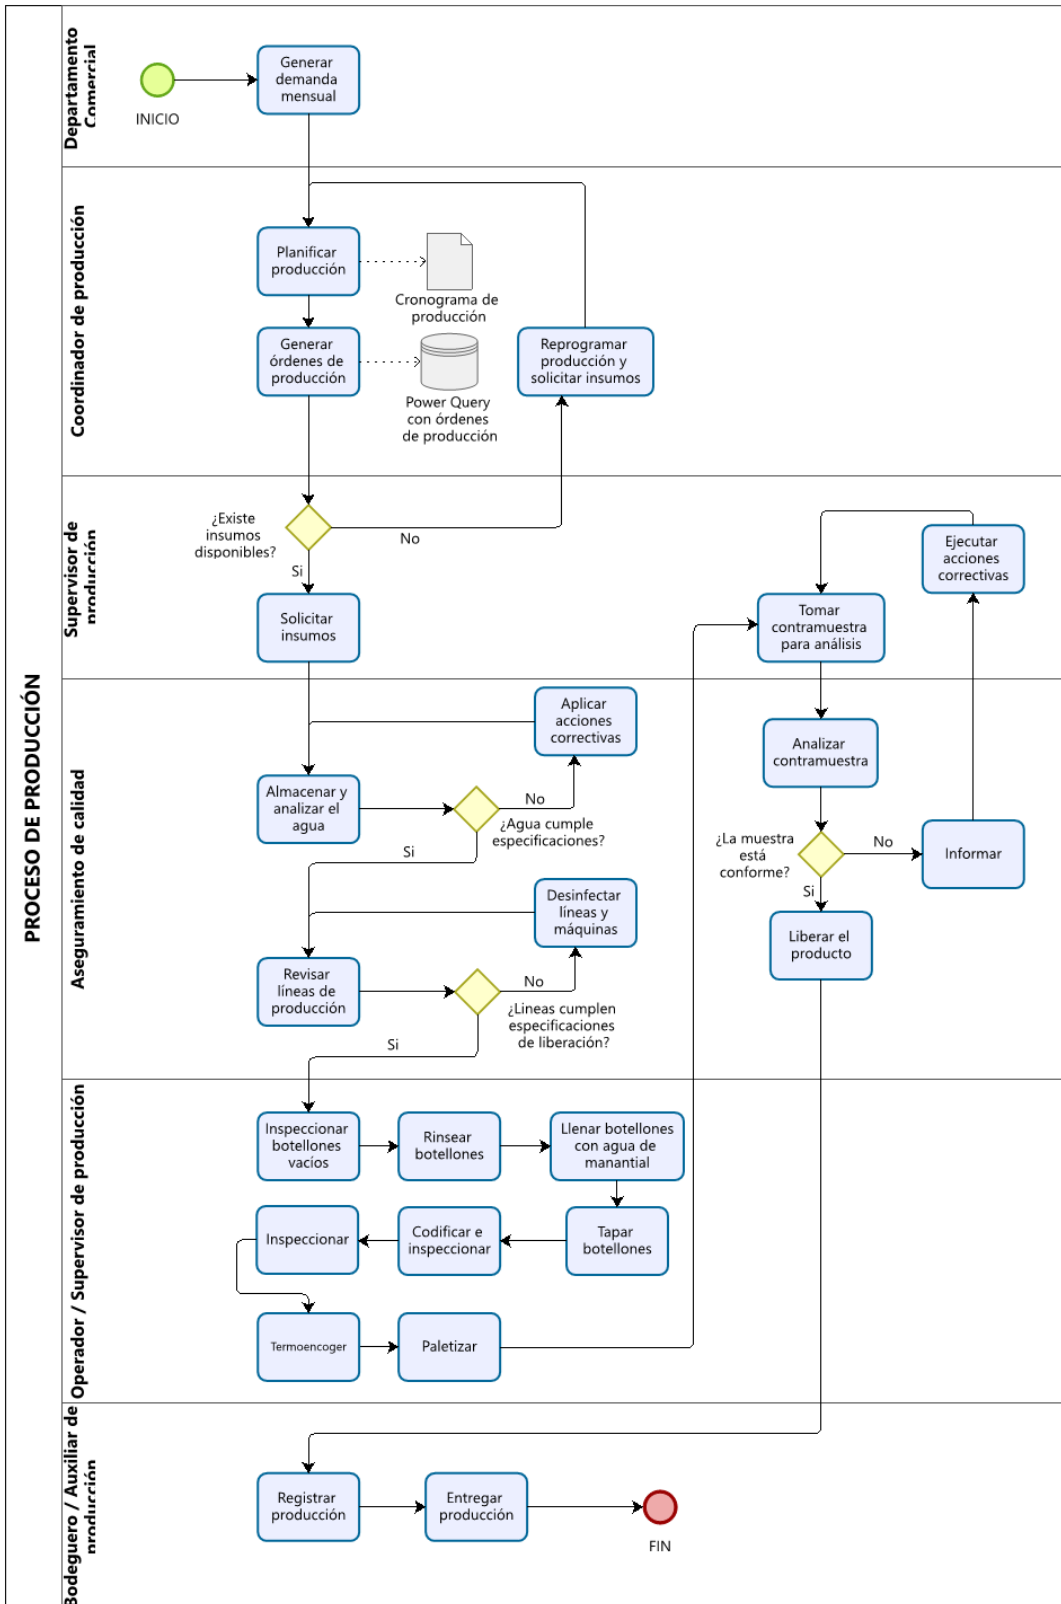 PROCESO DE PRODUCCIÓN
Departamento
Comercial
INICIO
Generar
demanda
mensual
Coordinador de producción
Planificar
producción
Cronograma de
producción
Generar
órdenes de
producción
Power Query
con órdenes
de producción
Reprogramar
producción y
solicitar insumos
Supervisor de
producción
¿Existe
insumos
disponibles?
No
Si
Solicitar
insumos
Ejecutar
acciones
correctivas
Tomar
contramuestra
para análisis
Aseguramiento de calidad
Aplicar
acciones
correctivas
Almacenar y
analizar el
agua
No
¿Agua cumple
especificaciones?
Si
Desinfectar
líneas y
máquinas
Revisar
líneas de
producción
No
¿Lineas cumplen
especificaciones
de liberación?
Si
Analizar
contramuestra
¿La muestra
está
conforme?
No
Informar
Si
Liberar el
producto
Operador / Supervisor de producción
Inspeccionar
botellones
vacíos
Rinsear
botellones
Llenar botellones
con agua de
manantial
Tapar
botellones
Codificar e
inspeccionar
Inspeccionar
Termoencoger
Paletizar
Bodeguero / Auxiliar de
producción
Registrar
producción
Entregar
producción
FIN